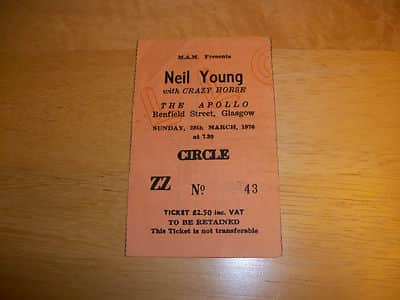 M.A.M. Presents
Neil Young
with CRAZY HORSE
THE APOLLO
Renfield Street, Glasgow
SUNDAY, 28th MARCH, 1976
at 7.30
CIRCLE
ZZ No 43
TICKET £2.50 inc. VAT
TO BE RETAINED
This Ticket is not transferable